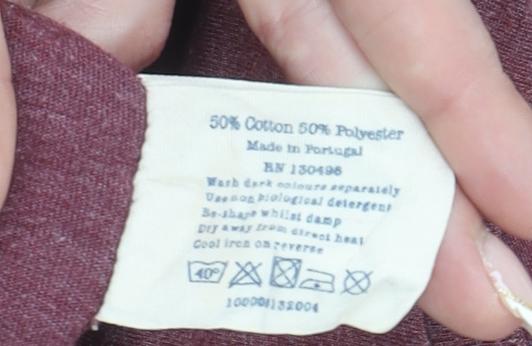 50% Cotton 50% Polyester
Made in Portugal
RN 130496
Wash dark colours separately
Use non biological detergent
Re-shape whilst damp
Dry away from direct heat
Cool iron on reverse
40°